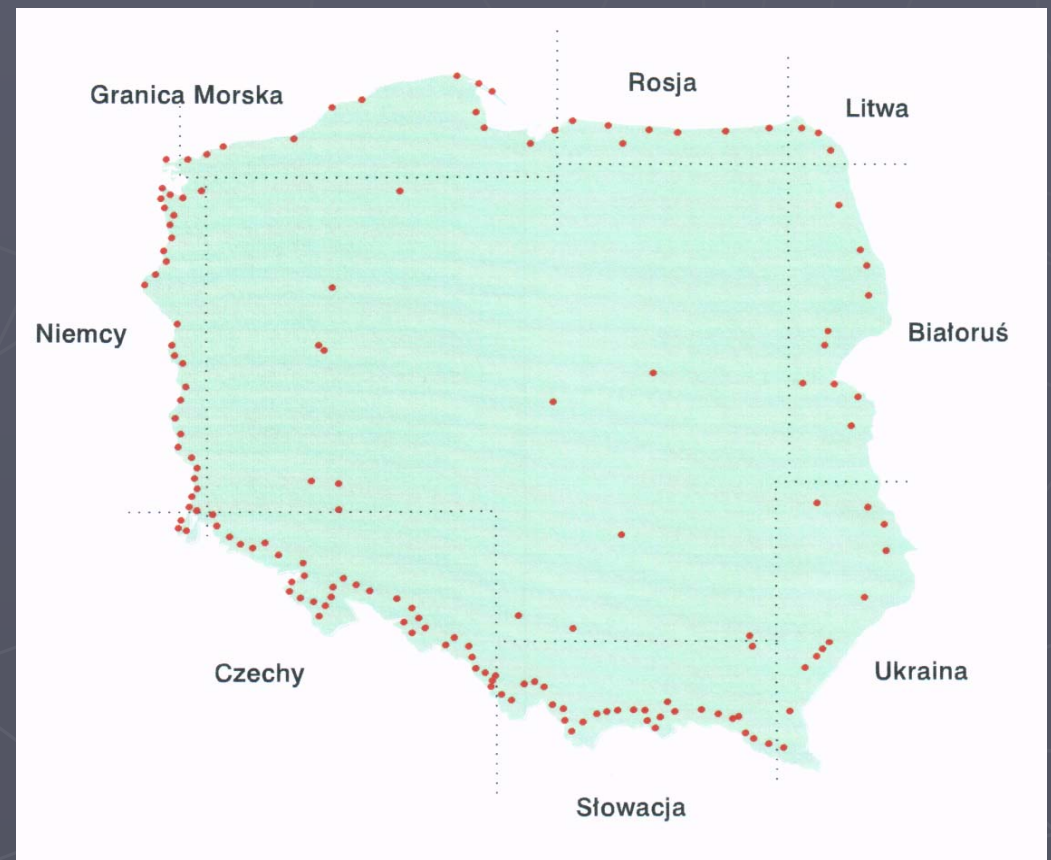 Granica Morska
Rosja
Litwa
Niemcy
Białoruś
Czechy
Ukraina
Słowacja